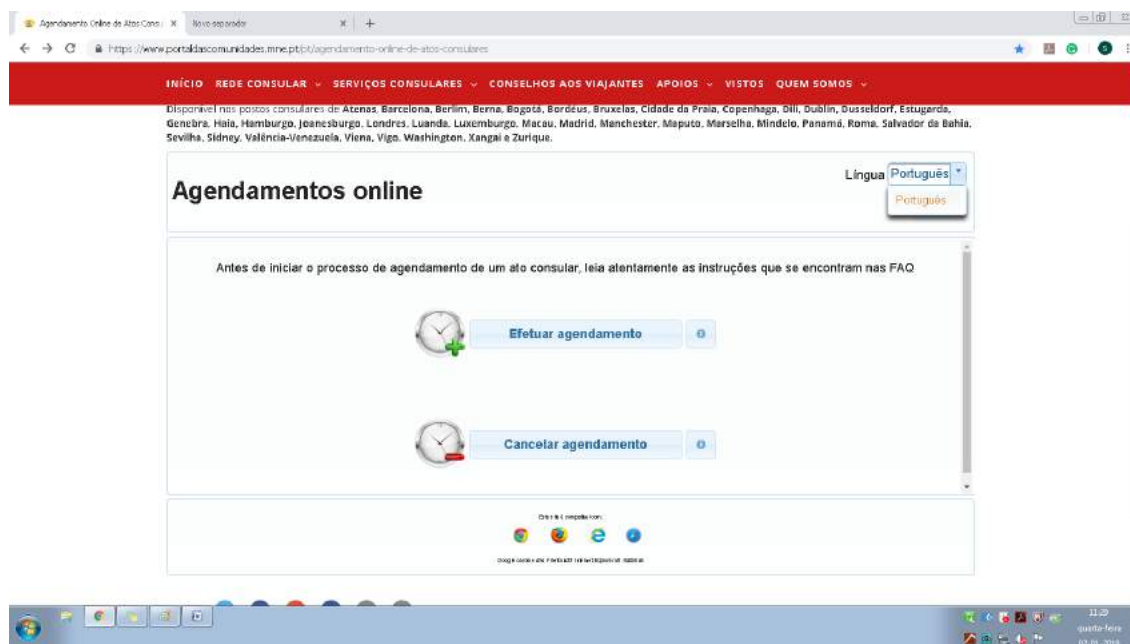 Agendamento Online de Atos Cons
Novo separador
https://www.portaldascomunidades.mne.pt/pt/agendamento-online-de-atos-consulares
INÍCIO REDE CONSULAR SERVIÇOS CONSULARES CONSELHOS AOS VIAJANTES APOIOS VISTOS QUEM SOMOS
Disponível nos postos consulares de Atenas, Barcelona, Berlim, Berna, Bogotá, Bordéus, Bruxelas, Cidade da Praia, Copenhaga, Díli, Dublin, Dusseldorf, Estugarda,
Genebra, Haia, Hamburgo, Joanesburgo, Londres, Luanda, Luxemburgo, Macau, Madrid, Manchester, Maputo, Marselha, Mindelo, Panamá, Roma, Salvador da Bahia,
Sevilha, Sidney, Valência-Venezuela, Viena, Vigo, Washington, Xangai e Zurique.
Língua Português
Português
Agendamentos online
Antes de iniciar o processo de agendamento de um ato consular, leia atentamente as instruções que se encontram nas FAQ
Efetuar agendamento
Cancelar agendamento
11:29
quarta-feira